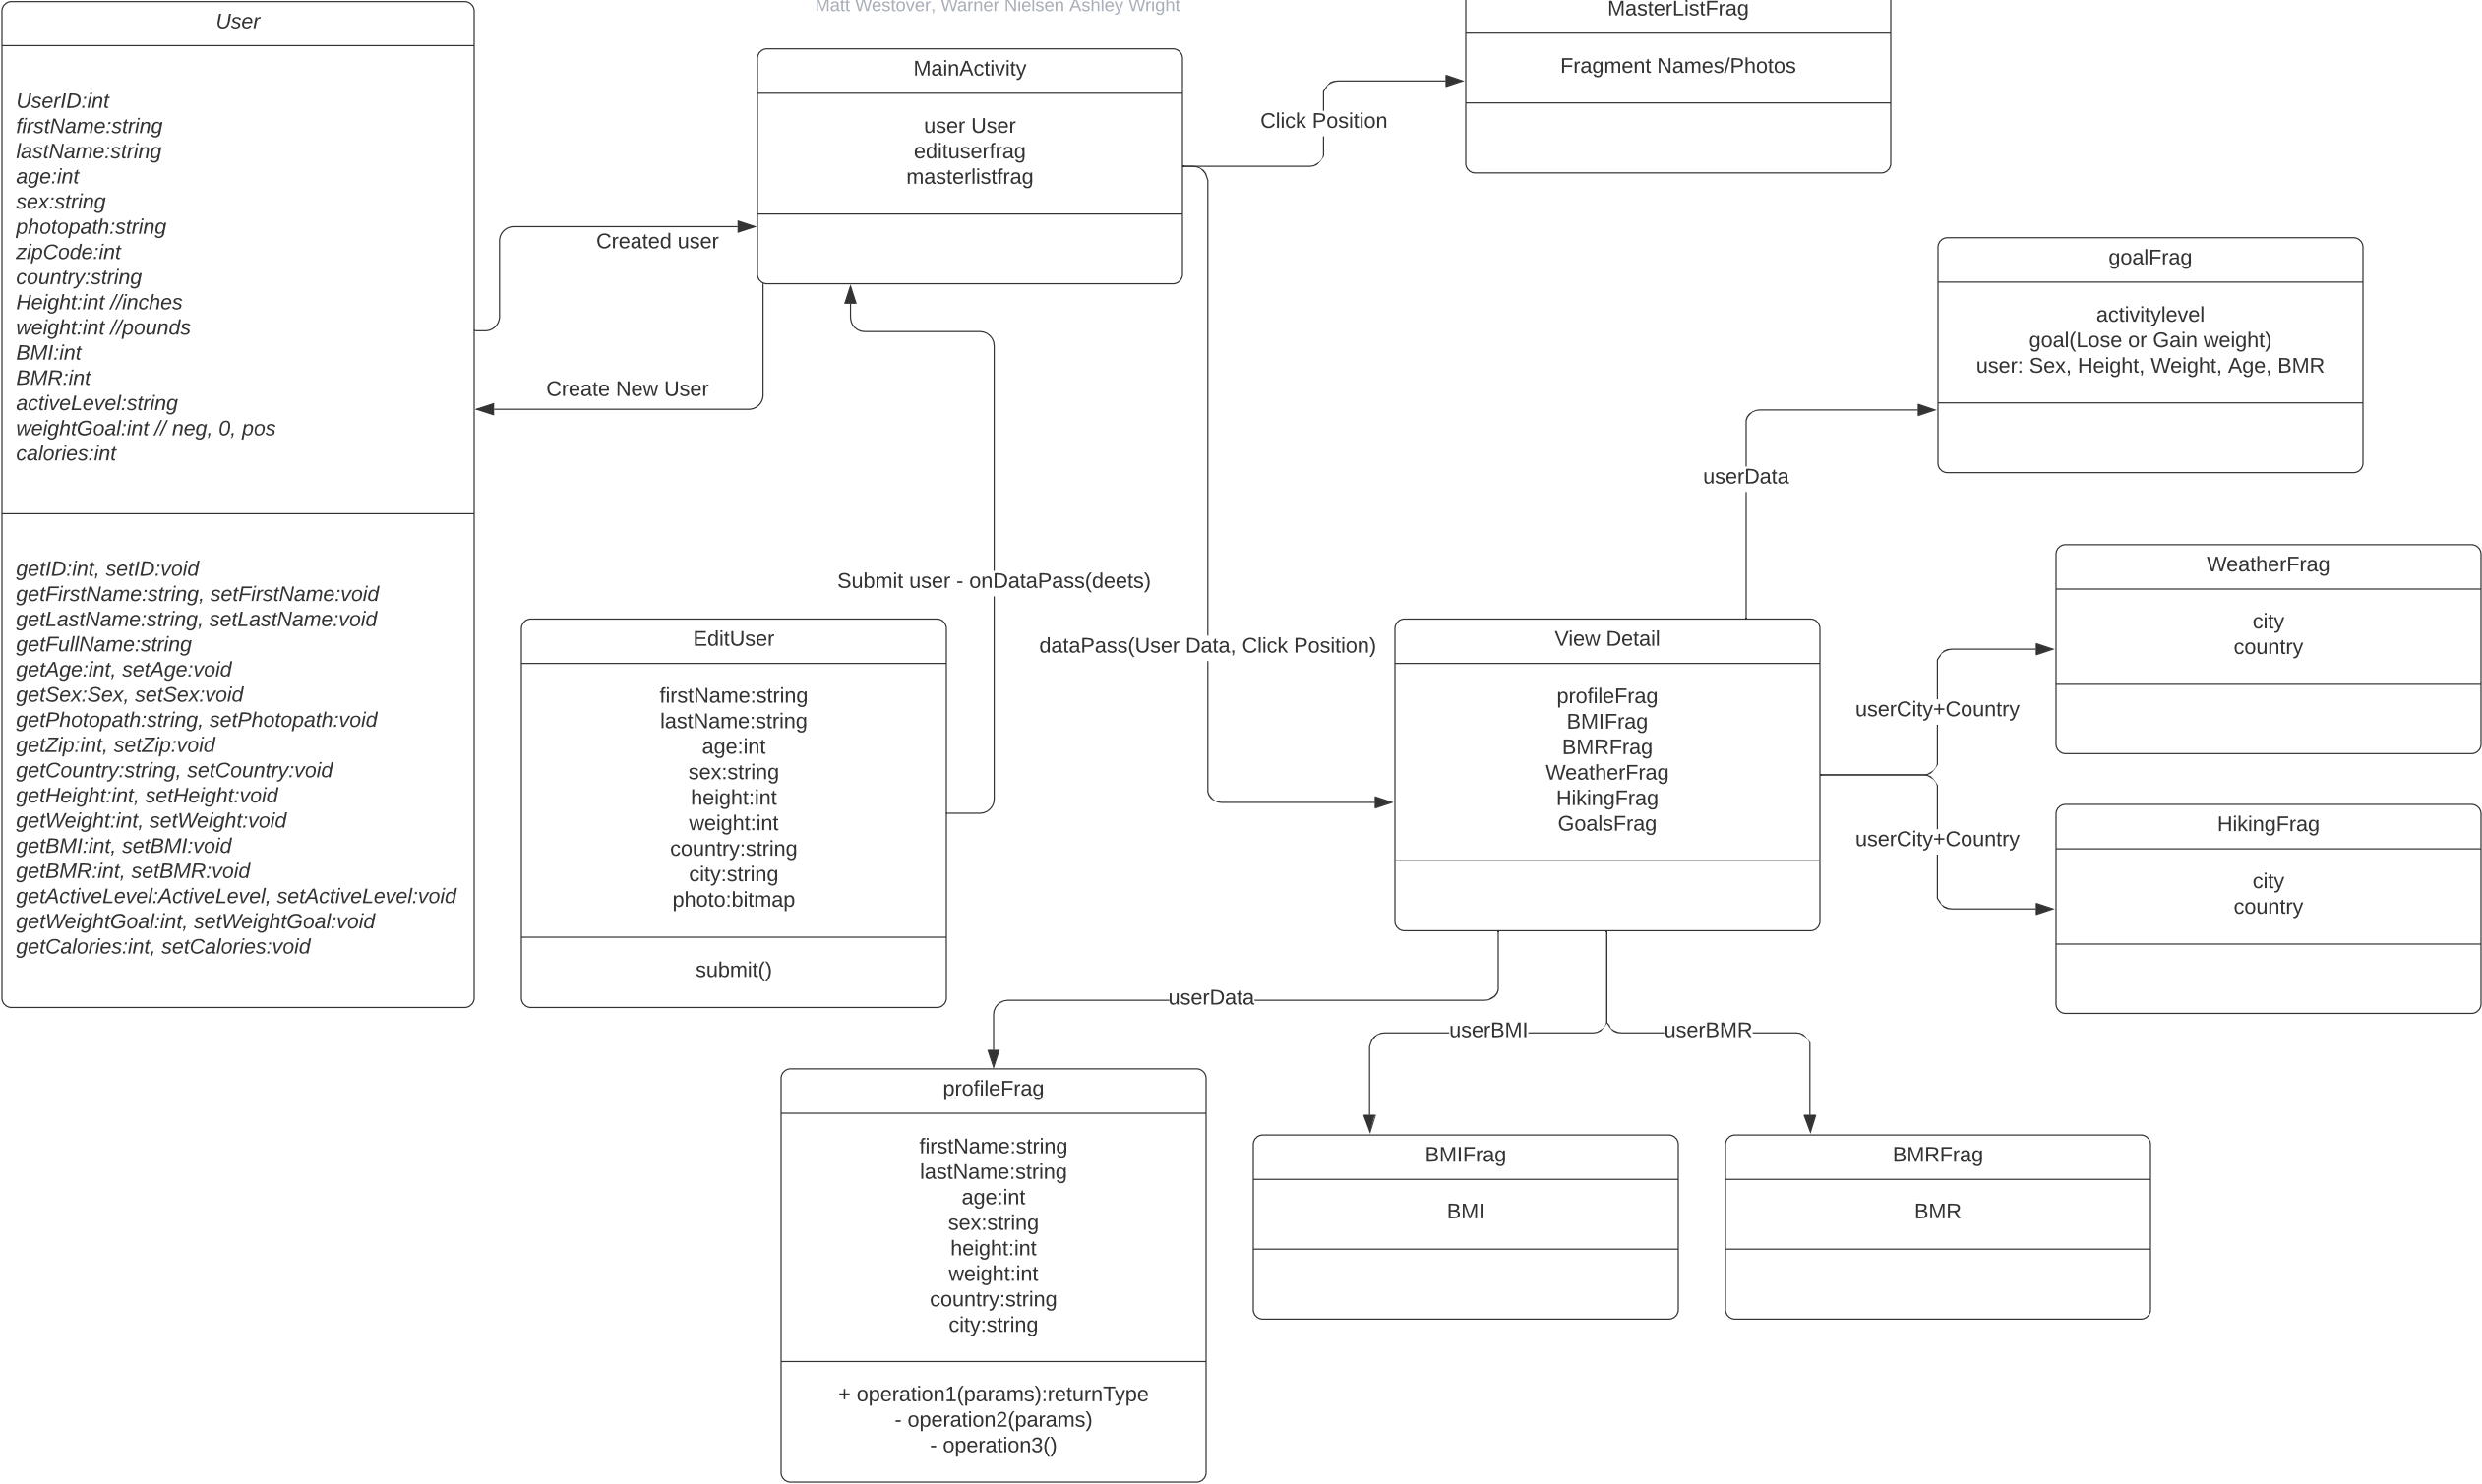 Matt Westover, Warner Nielsen Ashley Wright
User
UserID:int
firstName:string
lastName:string
age:int
sex:string
photopath:string
zipCode:int
country:string
Height:int //inches
weight:int //pounds
BMI:int
BMR:int
activeLevel:string
weightGoal:int // neg, 0, pos
calories:int
getID:int, setID:void
getFirstName:string, setFirstName:void
getLastName:string, setLastName:void
getFullName:string
getAge:int, setAge:void
getSex:Sex, setSex:void
getPhotopath:string, setPhotopath:void
getZip:int, setZip:void
getCountry:string, setCountry:void
getHeight:int, setHeight:void
getWeight:int, setWeight:void
getBMI:int, setBMI:void
getBMR:int, setBMR:void
getActiveLevel:ActiveLevel, setActiveLevel:void
getWeightGoal:int, setWeightGoal:void
getCalories:int, setCalories:void
Created user
Create New User
MainActivity
user User
edituserfrag
masterlistfrag
Click Position
MasterListFrag
Fragment Names/Photos
Submit user - onDataPass(deets)
dataPass(User Data, Click Position)
EditUser
firstName:string
lastName:string
age:int
sex:string
height:int
weight:int
country:string
city:string
photo:bitmap
submit()
View Detail
profileFrag
BMIFrag
BMRFrag
WeatherFrag
HikingFrag
GoalsFrag
userData
goalFrag
activitylevel
goal(Lose or Gain weight)
user: Sex, Height, Weight, Age, BMR
userCity+Country
WeatherFrag
city
country
userCity+Country
HikingFrag
city
country
userData
userBMI
userBMR
profileFrag
firstName:string
lastName:string
age:int
sex:string
height:int
weight:int
country:string
city:string
+ operation1(params):returnType
- operation2(params)
- operation3()
BMIFrag
BMI
BMRFrag
BMR